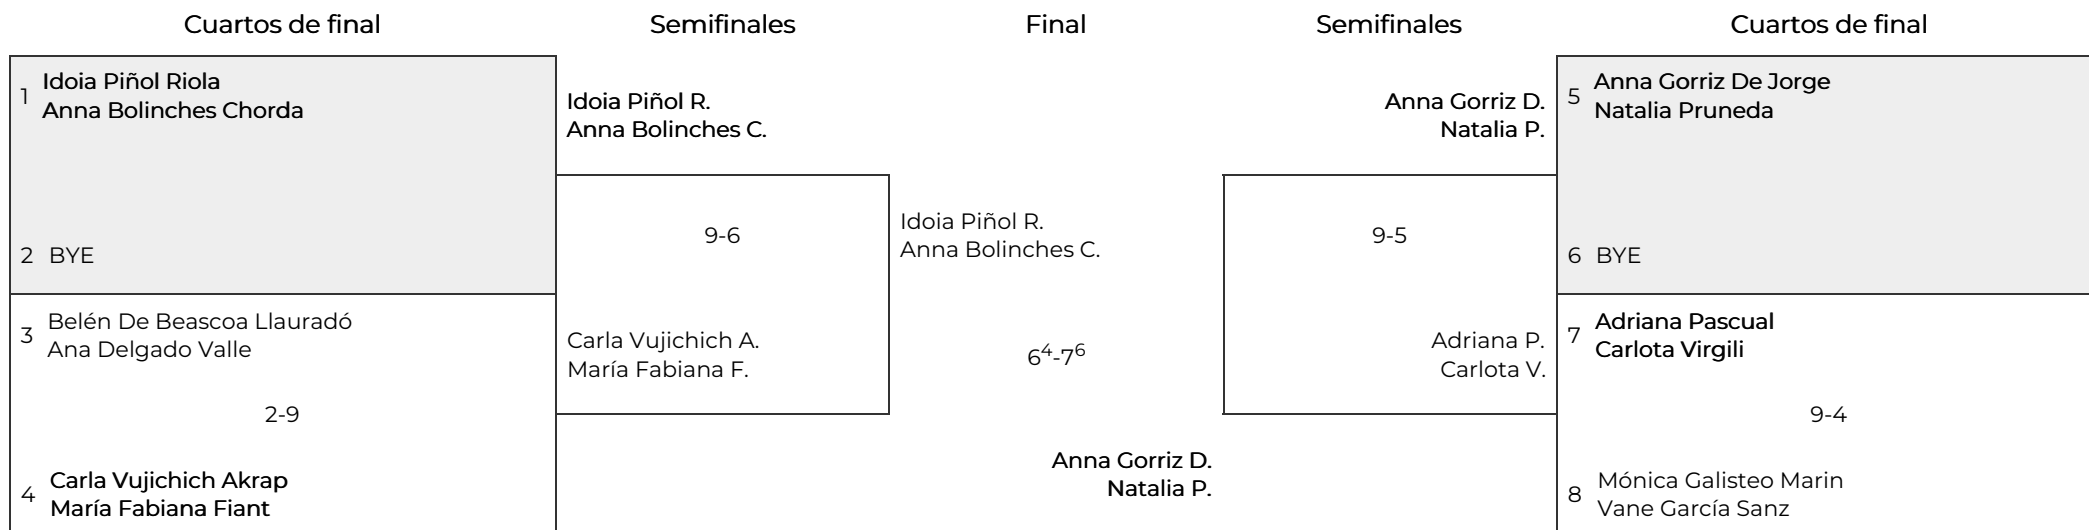 Cuartos de final
Semifinales
Final
Semifinales
Cuartos de final
1
Idoia Piñol Riola
Anna Bolinches Chorda
2 BYE
3
Belén De Beascoa Llauradó
Ana Delgado Valle
2-9
4
Carla Vujichich Akrap
María Fabiana Fiant
Idoia Piñol R.
Anna Bolinches C.
9-6
Carla Vujichich A.
María Fabiana F.
Idoia Piñol R.
Anna Bolinches C.
6⁴-7⁶
Anna Gorriz D.
Natalia P.
Anna Gorriz D.
Natalia P.
9-5
Adriana P.
Carlota V.
5
Anna Gorriz De Jorge
Natalia Pruneda
6 BYE
7
Adriana Pascual
Carlota Virgili
9-4
8
Mónica Galisteo Marin
Vane García Sanz